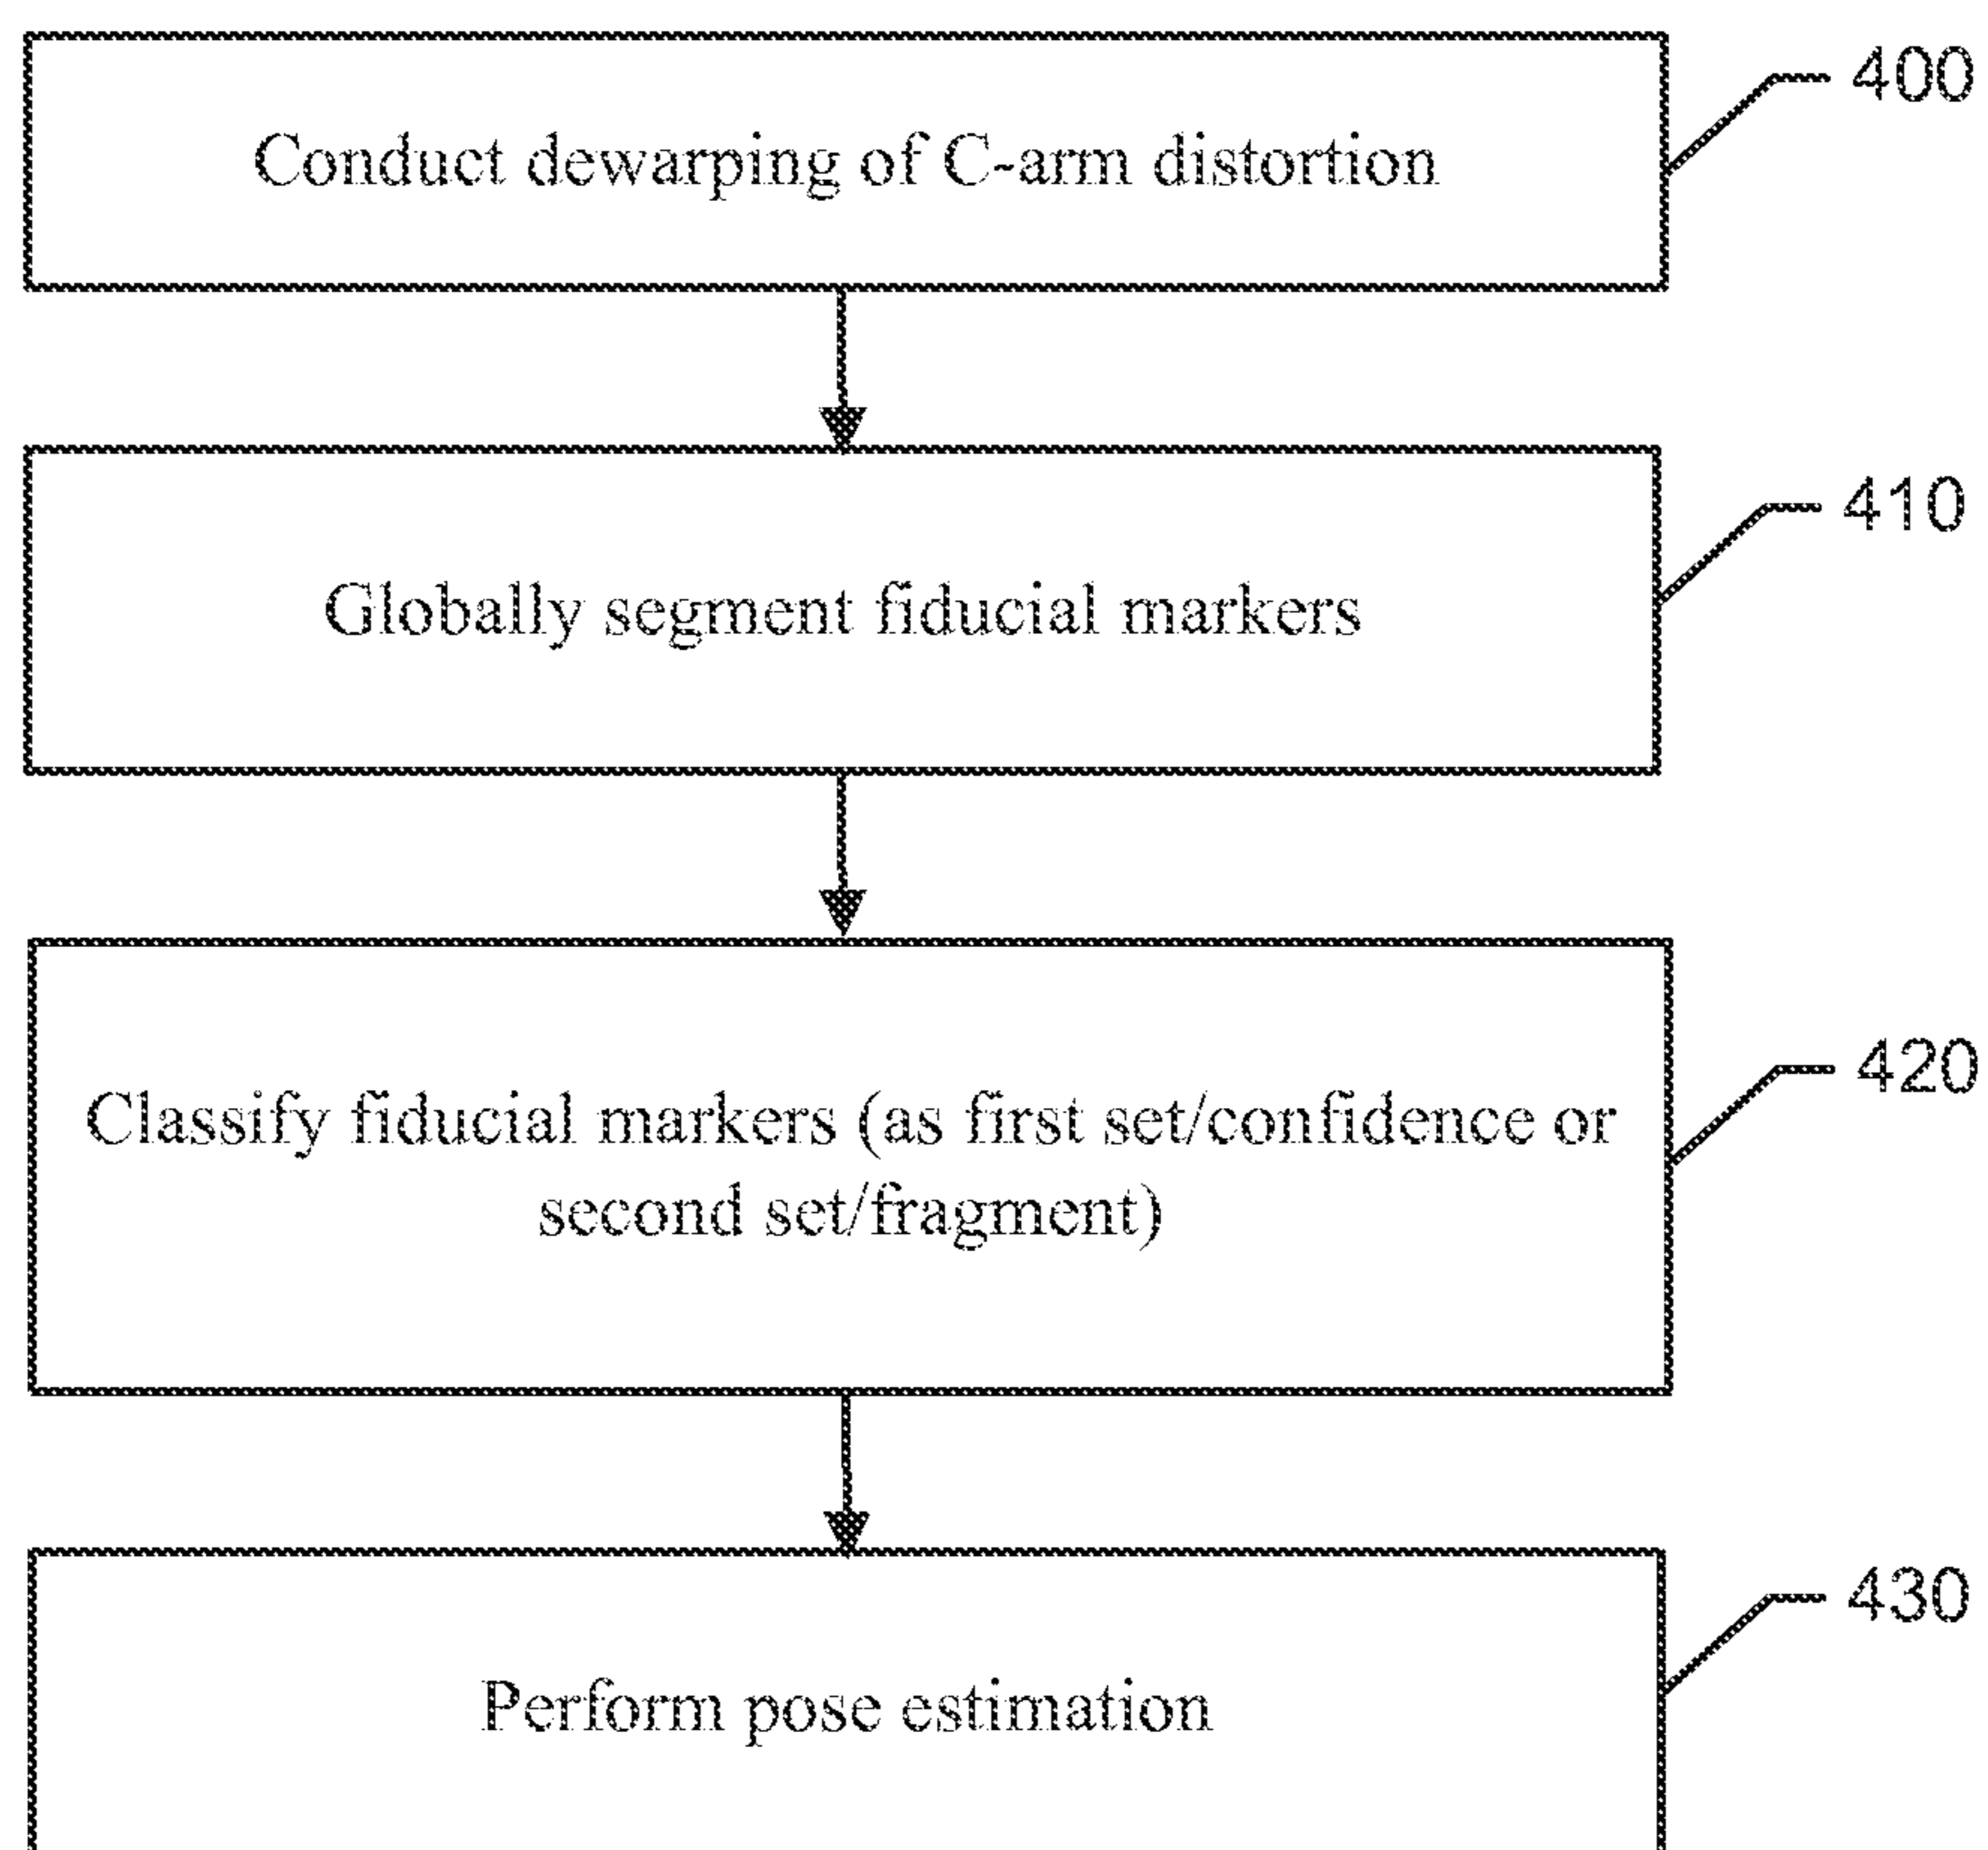 Conduct dewarping of C-arm distortion
400
Globally segment fiducial markers
410
Classify fiducial markers (as first set/confidence or
second set/fragment)
420
Perform pose estimation
430